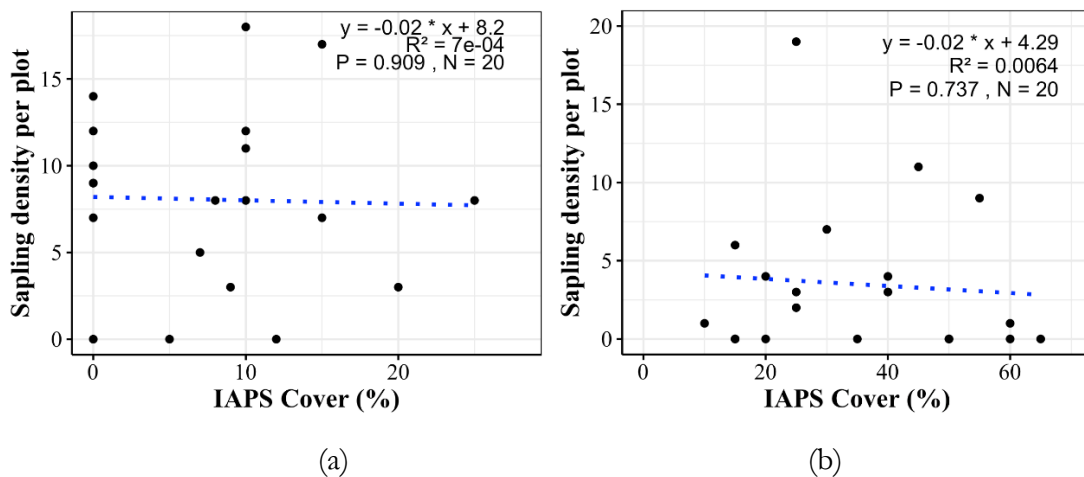 y = -0.02 * x + 8.2
R² = 7e-04
P = 0.909 , N = 20
Sapling density per plot
15
10
5
0
0
10
20
IAPS Cover (%)
(a)
y = -0.02 * x + 4.29
R² = 0.0064
P = 0.737 , N = 20
Sapling density per plot
20
15
10
5
0
0
20
40
60
IAPS Cover (%)
(b)